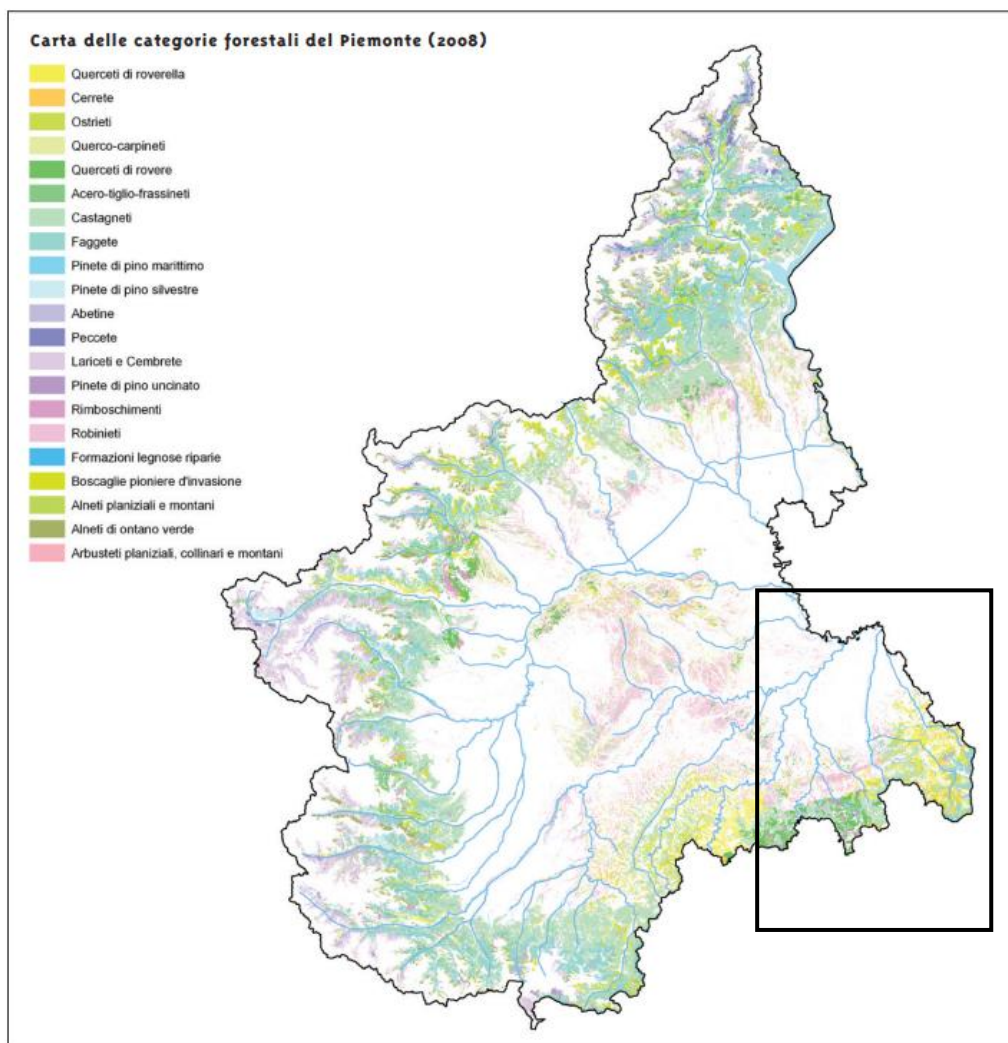 Carta delle categorie forestali del Piemonte (2008)
Querceti di roverella
Cerrete
Ostrieti
Querco-carpineti
Querceti di rovere
Acero-tiglio-frassineti
Castagneti
Faggete
Pinete di pino marittimo
Pinete di pino silvestre
Abetine
Peccete
Lariceti e Cembrete
Pinete di pino uncinato
Rimboschimenti
Robinieti
Formazioni legnose riparie
Boscaglie pioniere d'invasione
Alneti planiziali e montani
Alneti di ontano verde
Arbusteti planiziali, collinari e montani